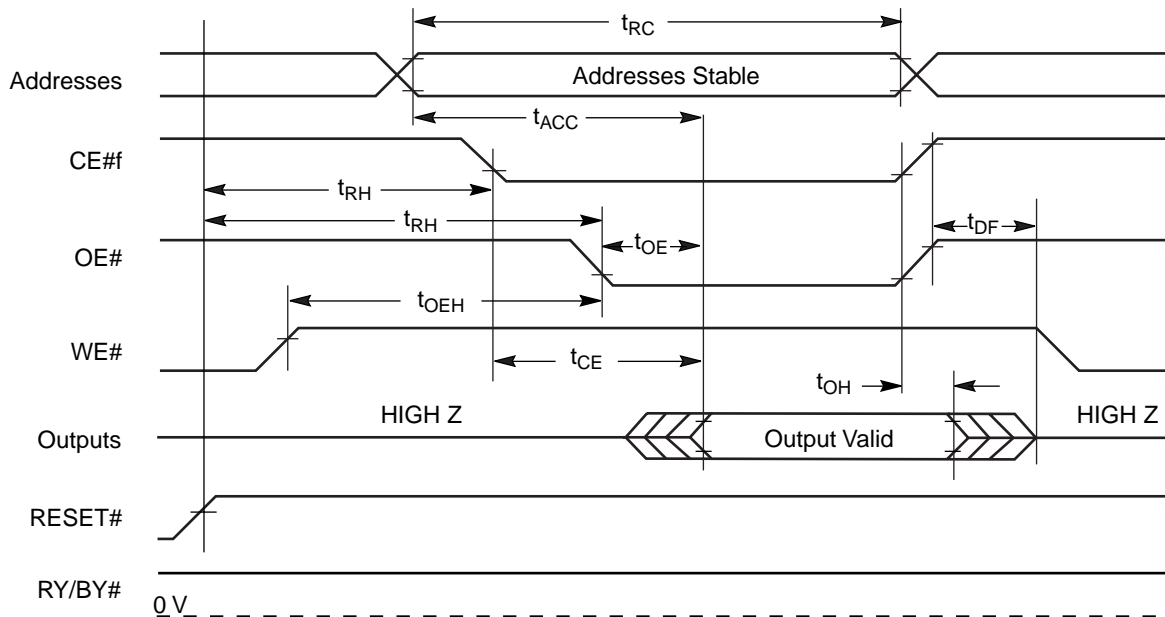 tRC
Addresses
Addresses Stable
tACC
CE#f
tRH
tRH
tOE
tDF
OE#
tOEH
WE#
tCE
tOH
HIGH Z
HIGH Z
Outputs
Output Valid
RESET#
RY/BY#
0 V